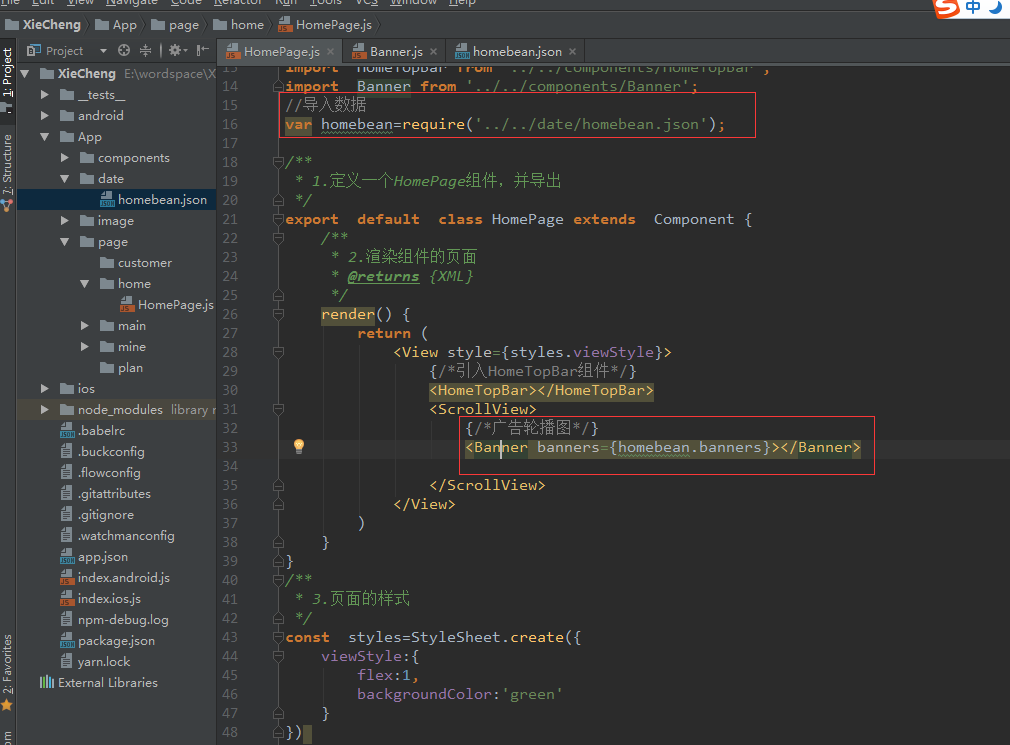 File Edit View Navigate Code Refactor Run Tools VCS Window Help
中
XieCheng App page home HomePage.js
1: Project
7: Structure
2: Favorites
Project
HomePage.js Banner.js homebean.json
XieCheng E:\wordspace\X
__tests__
android
App
components
date
homebean.json
image
page
customer
home
HomePage.js
main
mine
plan
ios
node_modules library r
.babelrc
.buckconfig
.flowconfig
.gitattributes
.gitignore
.watchmanconfig
app.json
index.android.js
index.ios.js
npm-debug.log
package.json
yarn.lock
External Libraries
13 import HomeTopBar from '../../components/HomeTopBar';
14 import Banner from '../../components/Banner';
15 //导入数据
16 var homebean=require('../../date/homebean.json');
17
18 /**
19 * 1.定义一个HomePage组件，并导出
20 */
21 export default class HomePage extends Component {
22 /**
23 * 2.渲染组件的页面
24 * @returns {XML}
25 */
26 render() {
27 return (
28 <View style={styles.viewStyle}>
29 {/*引入HomeTopBar组件*/}
30 <HomeTopBar></HomeTopBar>
31 <ScrollView>
32 {/*广告轮播图*/}
33 <Banner banners={homebean.banners}></Banner>
34
35 </ScrollView>
36 </View>
37 )
38 }
39 }
40 /**
41 * 3.页面的样式
42 */
43 const styles=StyleSheet.create({
44 viewStyle:{
45 flex:1,
46 backgroundColor:'green'
47 }
48 })